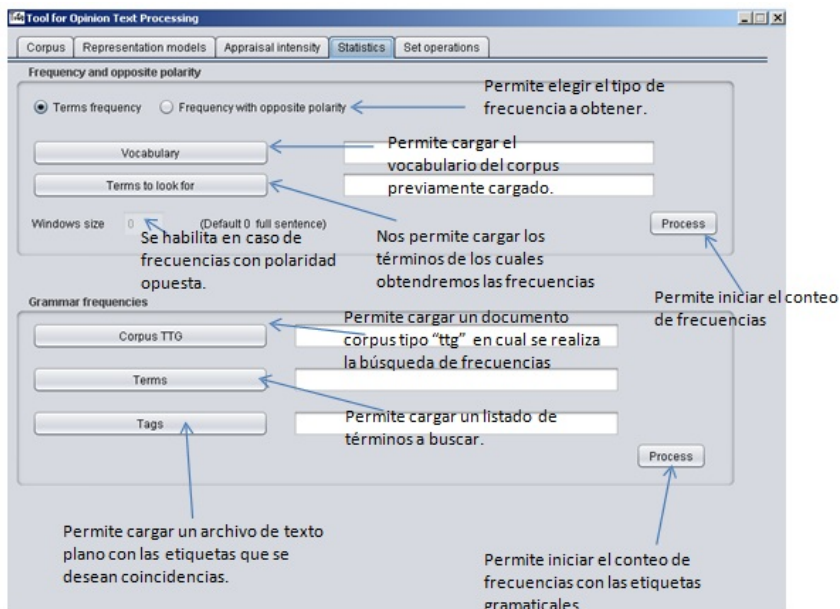 Tool for Opinion Text Processing
Corpus
Representation models
Appraisal intensity
Statistics
Set operations
Frequency and opposite polarity
Permite elegir el tipo de
frecuencia a obtener.
Terms frequency
Frequency with opposite polarity
Vocabulary
Permite cargar el
vocabulario del corpus
previamente cargado.
Terms to look for
Windows size
0
(Default 0 full sentence)
Process
Se habilita en caso de
frecuencias con polaridad
opuesta.
Nos permite cargar los
términos de los cuales
obtendremos las frecuencias
Permite iniciar el conteo
de frecuencias
Grammar frequencies
Corpus TTG
Permite cargar un documento
corpus tipo “ttg” en cual se realiza
la búsqueda de frecuencias
Terms
Tags
Permite cargar un listado de
términos a buscar.
Process
Permite cargar un archivo de texto
plano con las etiquetas que se
desean coincidencias.
Permite iniciar el conteo de
frecuencias con las etiquetas
gramaticales